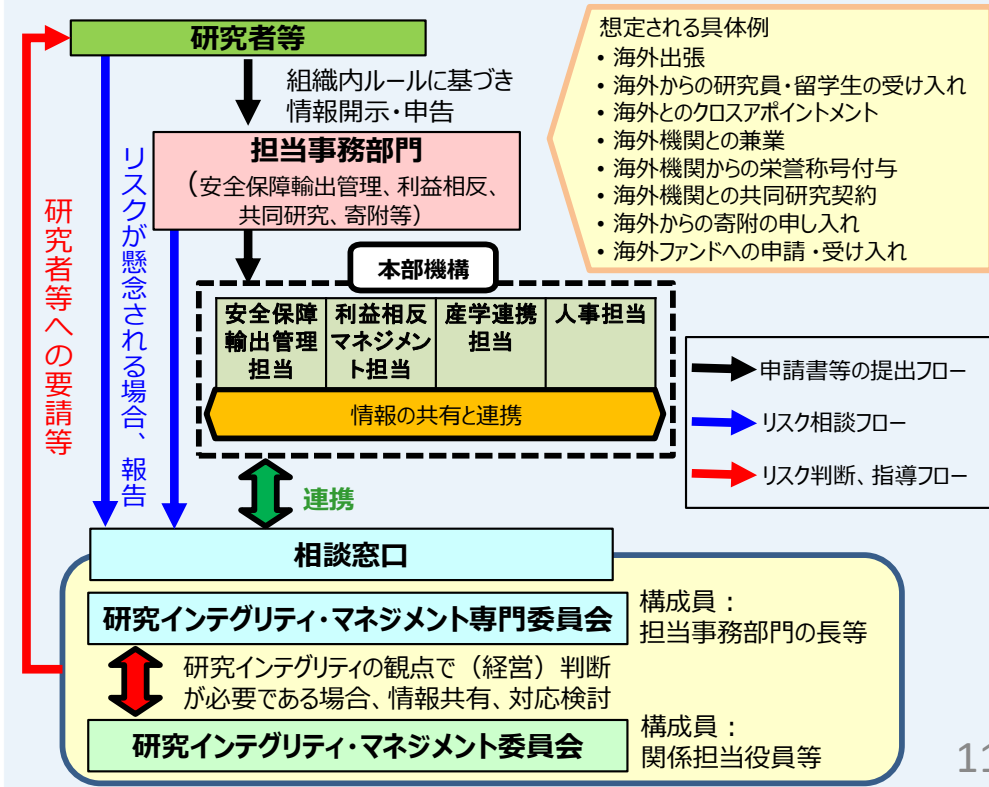 研究者等
組織内ルールに基づき
情報開示・申告
担当事務部門
（安全保障輸出管理、利益相反、
共同研究、寄附等）
想定される具体例
• 海外出張
• 海外からの研究員・留学生の受け入れ
• 海外とのクロスアポイントメント
• 海外機関との兼業
• 海外機関からの栄誉称号付与
• 海外機関との共同研究契約
• 海外からの寄附の申し入れ
• 海外ファンドへの申請・受け入れ
研究者等への要請等
リスクが懸念される場合、報告
本部機構
安全保障
輸出管理
担当
利益相反
マネジメン
ト担当
産学連携
担当
人事担当
情報の共有と連携
申請書等の提出フロー
リスク相談フロー
リスク判断、指導フロー
連携
相談窓口
研究インテグリティ・マネジメント専門委員会
構成員：
担当事務部門の長等
研究インテグリティの観点で（経営）判断
が必要である場合、情報共有、対応検討
研究インテグリティ・マネジメント委員会
構成員：
関係担当役員等
11